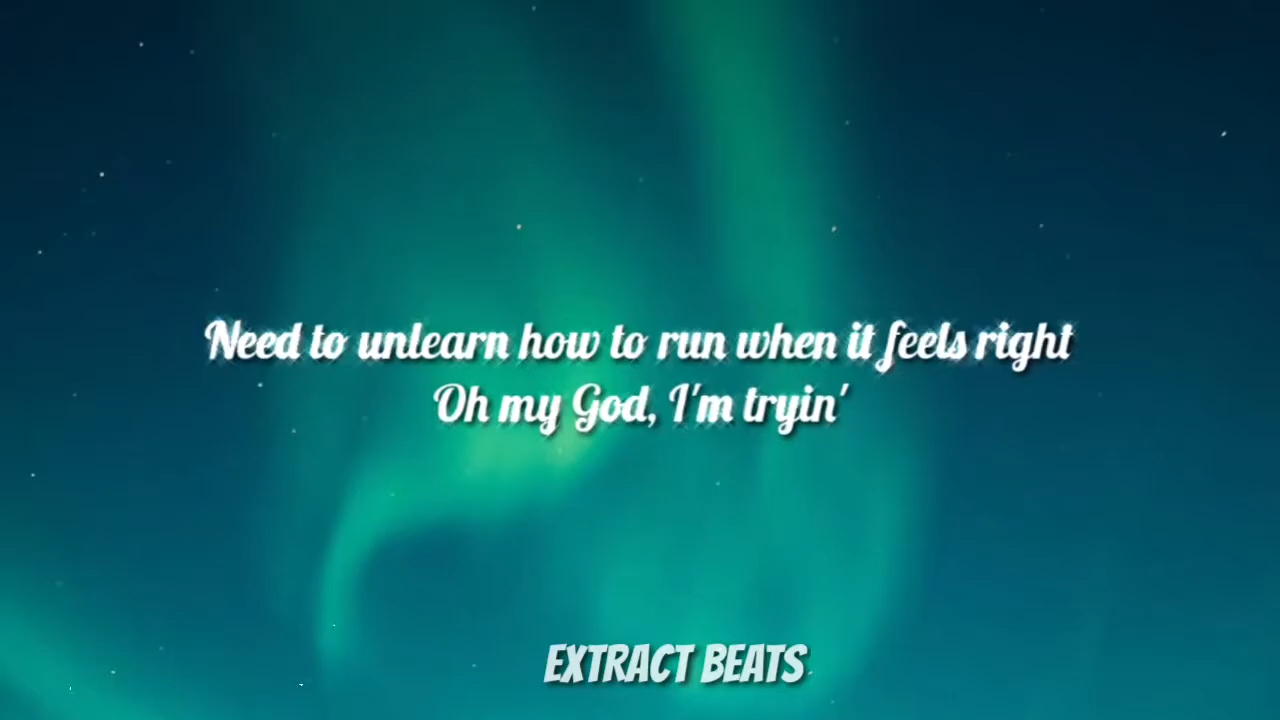 Need to unlearn how to run when it feels right
Oh my God, I'm tryin'
EXTRACT BEATS